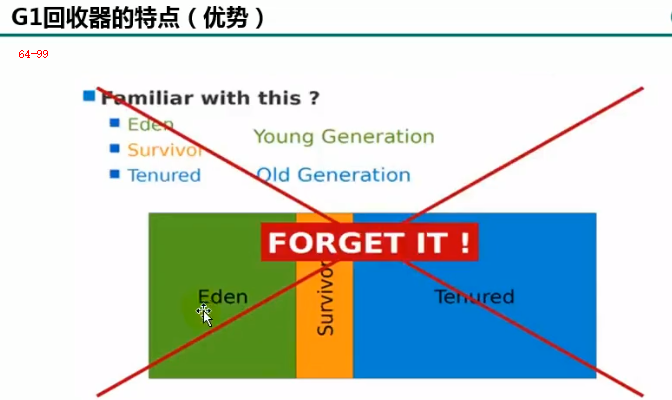 G1回收器的特点（优势）
64-99
Familiar with this ?
Eden
Survivor
Young Generation
Tenured
Old Generation
FORGET IT !
Eden
Survivor
Tenured